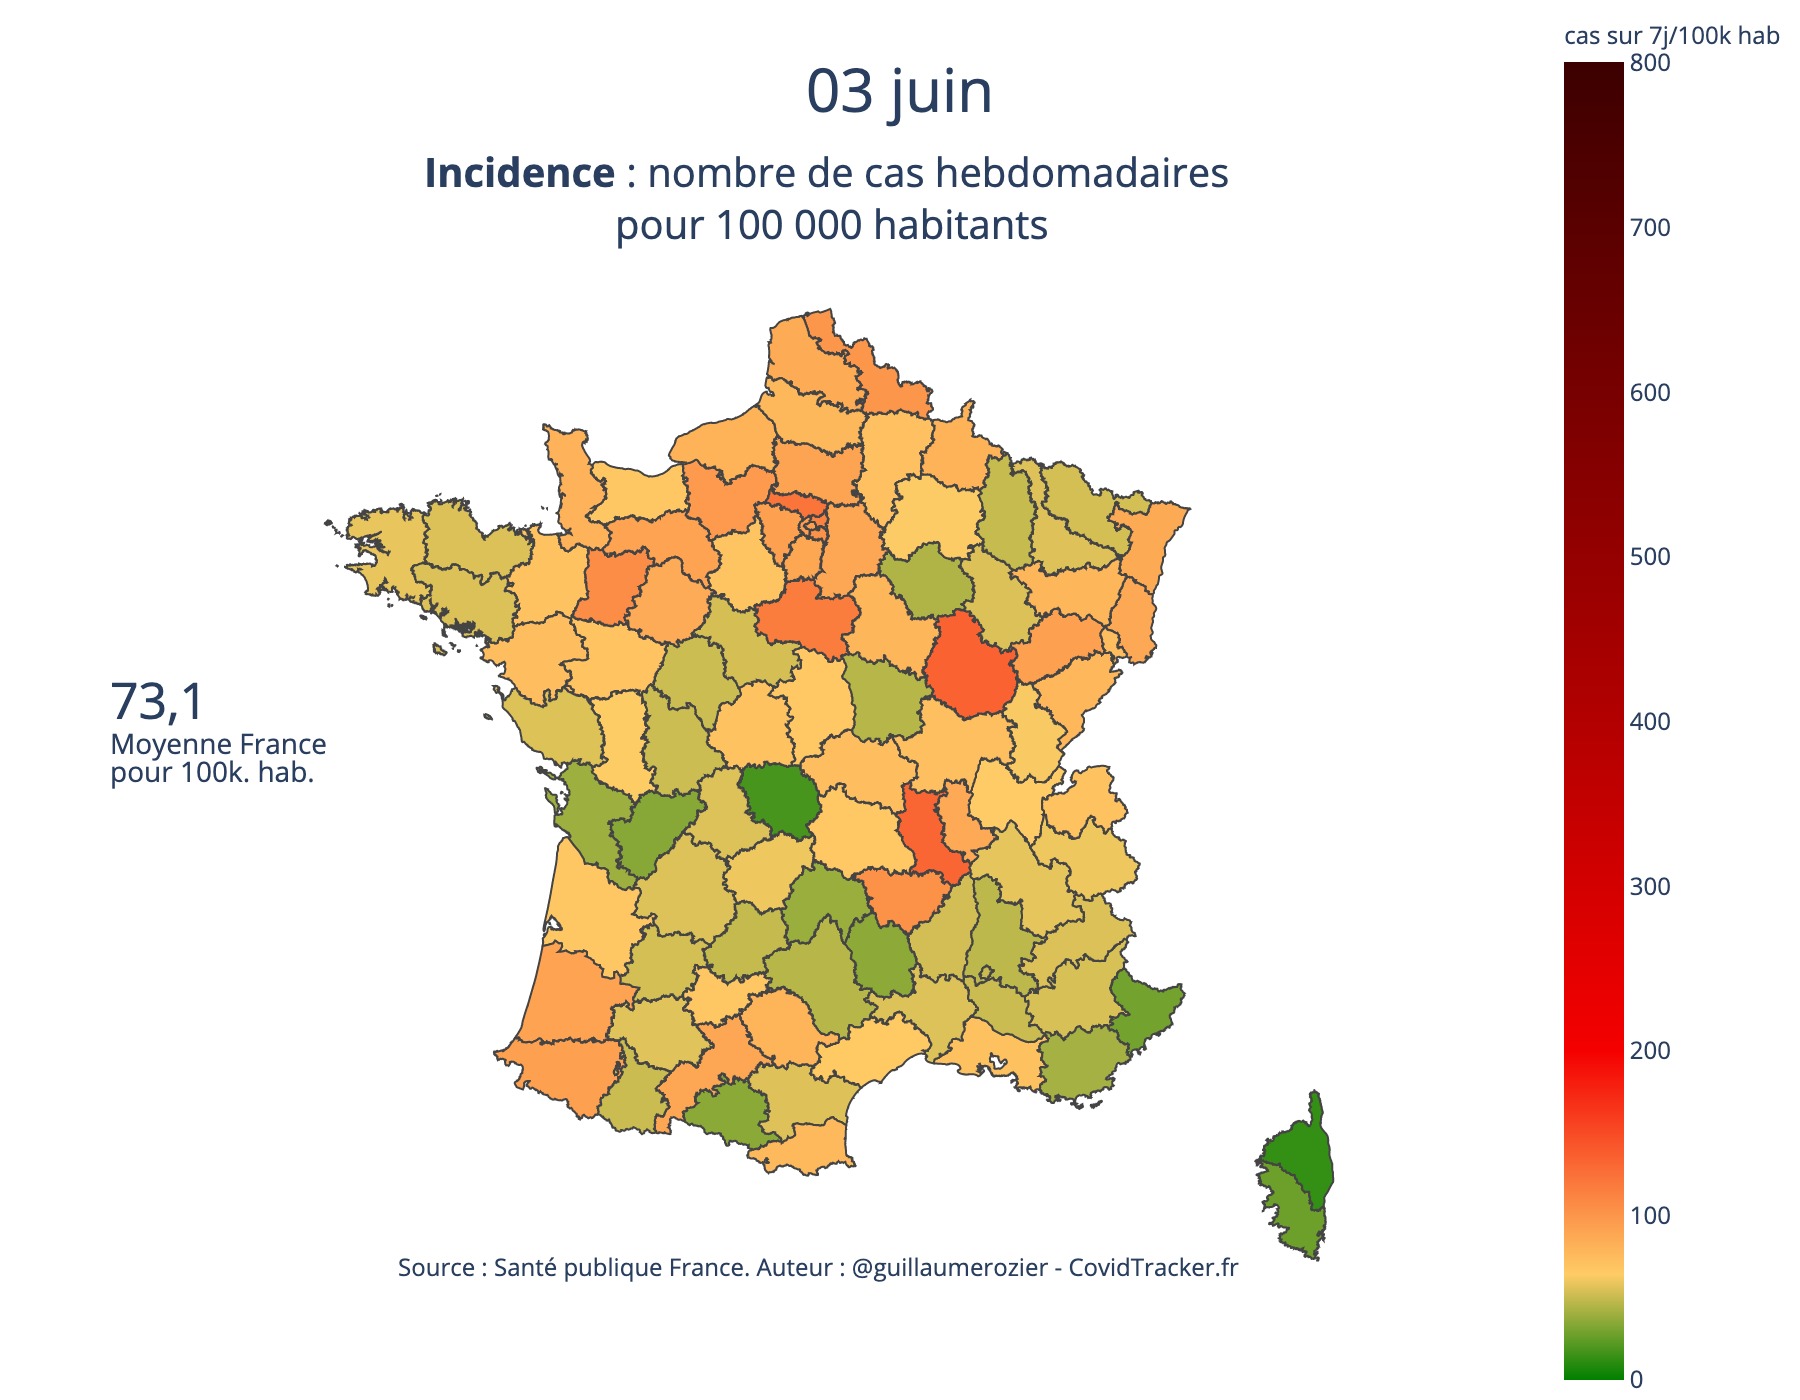 cas sur 7j/100k hab
03 juin
Incidence : nombre de cas hebdomadaires
pour 100 000 habitants
800
700
600
500
400
300
200
100
0
73,1
Moyenne France
pour 100k. hab.
Source : Santé publique France. Auteur : @guillaumerozier - CovidTracker.fr